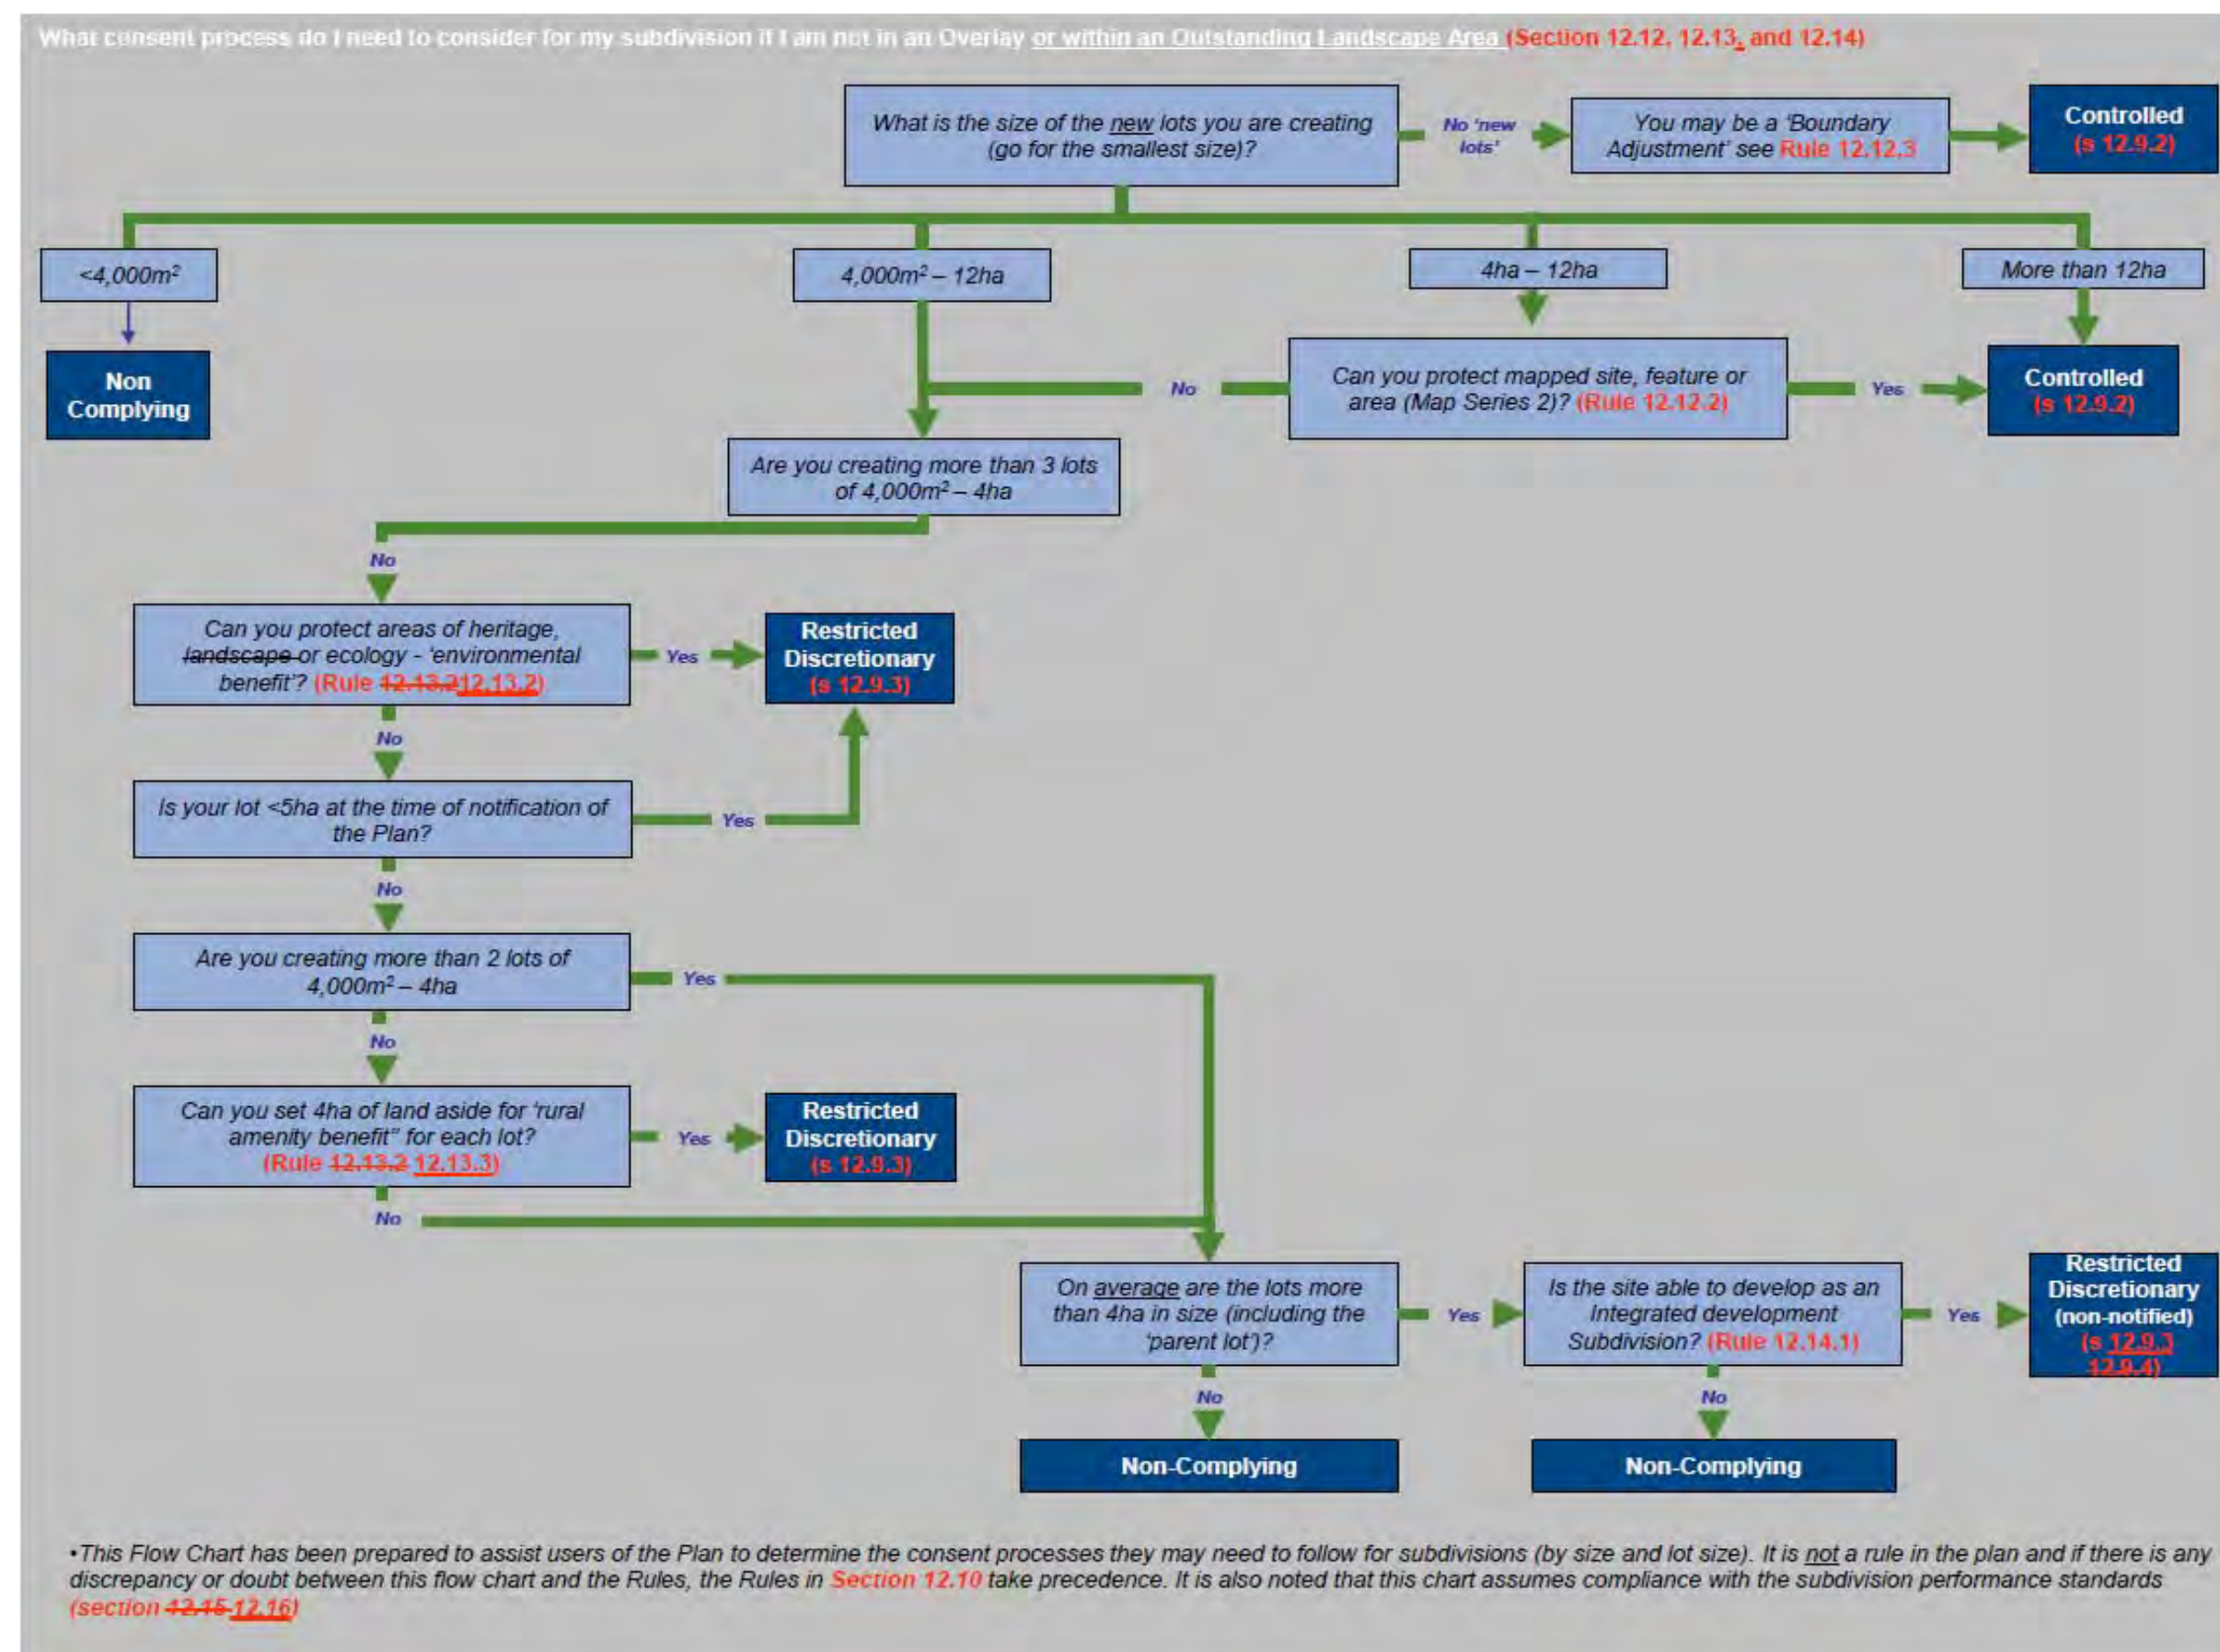 What consent process do I need to consider for my subdivision if I am not in an Overlay or within an Outstanding Landscape Area (Section 12.12, 12.13, and 12.14)
What is the size of the new lots you are creating
(go for the smallest size)?
No ‘new
lots’
You may be a ‘Boundary
Adjustment’ see Rule 12.12.3
Controlled
(s 12.9.2)
<4,000m²
4,000m² – 12ha
4ha – 12ha
More than 12ha
Non
Complying
No
Can you protect mapped site, feature or
area (Map Series 2)? (Rule 12.12.2)
Yes
Controlled
(s 12.9.2)
Are you creating more than 3 lots
of 4,000m² – 4ha
No
Can you protect areas of heritage,
landscape or ecology - ‘environmental
benefit’? (Rule 12.13.2 12.13.2)
Yes
Restricted
Discretionary
(s 12.9.3)
No
Is your lot <5ha at the time of notification of
the Plan?
Yes
No
Are you creating more than 2 lots of
4,000m² – 4ha
Yes
No
Can you set 4ha of land aside for ‘rural
amenity benefit” for each lot?
(Rule 12.13.2 12.13.3)
Yes
Restricted
Discretionary
(s 12.9.3)
No
On average are the lots more
than 4ha in size (including the
‘parent lot’)?
Yes
Is the site able to develop as an
Integrated development
Subdivision? (Rule 12.14.1)
Yes
Restricted
Discretionary
(non-notified)
(s 12.9.3
12.9.4)
No
No
Non-Complying
Non-Complying
•This Flow Chart has been prepared to assist users of the Plan to determine the consent processes they may need to follow for subdivisions (by size and lot size). It is not a rule in the plan and if there is any
discrepancy or doubt between this flow chart and the Rules, the Rules in Section 12.10 take precedence. It is also noted that this chart assumes compliance with the subdivision performance standards
(section 12.15 12.16)